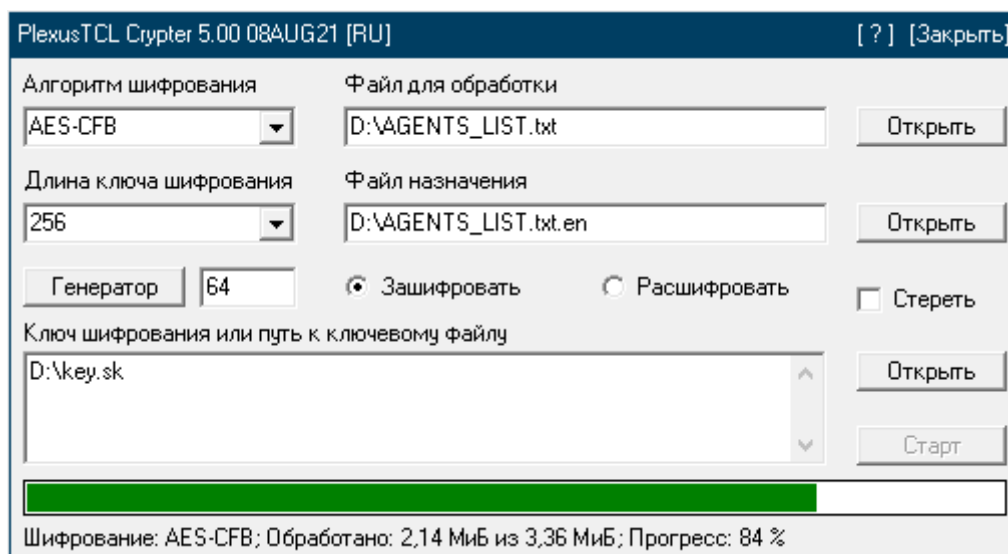 PlexusTCL Crypter 5.00 08AUG21 [RU] [ ? ] [Закрыть]
Алгоритм шифрования Файл для обработки
AES-CFB D:\AGENTS_LIST.txt Открыть
Длина ключа шифрования Файл назначения
256 D:\AGENTS_LIST.txt.en Открыть
Генератор 64 Зашифровать Расшифровать Стереть
Ключ шифрования или путь к ключевому файлу
D:\key.sk Открыть
Старт
Шифрование: AES-CFB; Обработано: 2,14 МиБ из 3,36 МиБ; Прогресс: 84 %